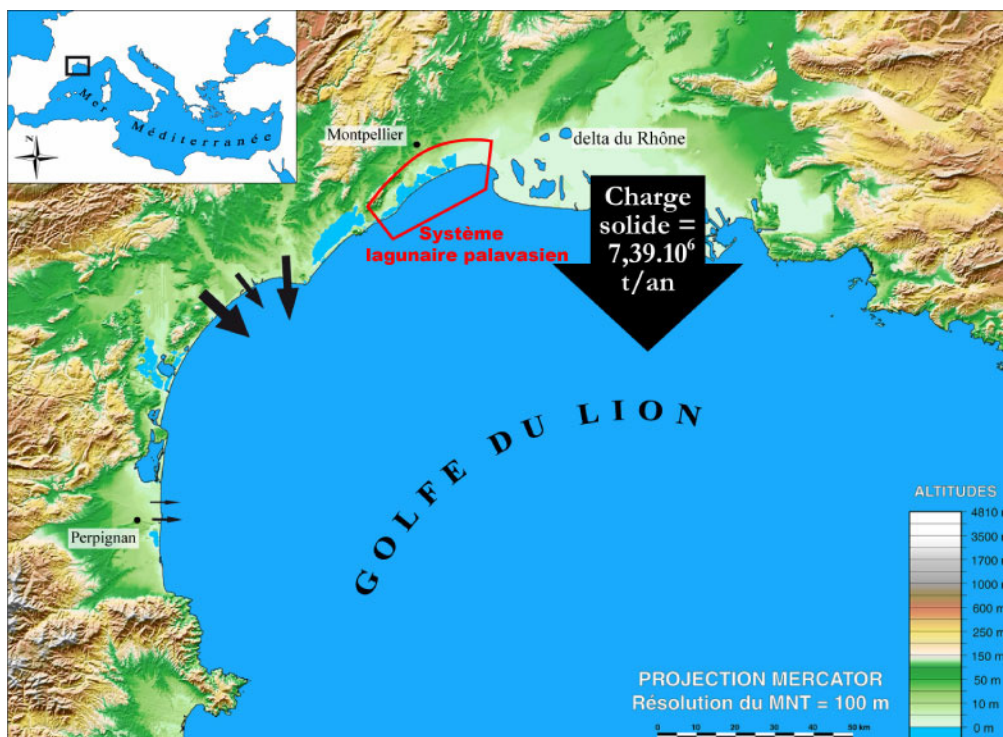 Mer
Méditerranée
N
Montpellier
delta du Rhône
Charge
solide =
7,39.10⁶
t/an
Système
lagunaire palavasien
GOLFE DU LION
Perpignan
ALTITUDES
4810 m
3500 m
1700 m
1000 m
600 m
250 m
150 m
50 m
10 m
0 m
PROJECTION MERCATOR
Résolution du MNT = 100 m
0 10 20 30 40 50 km